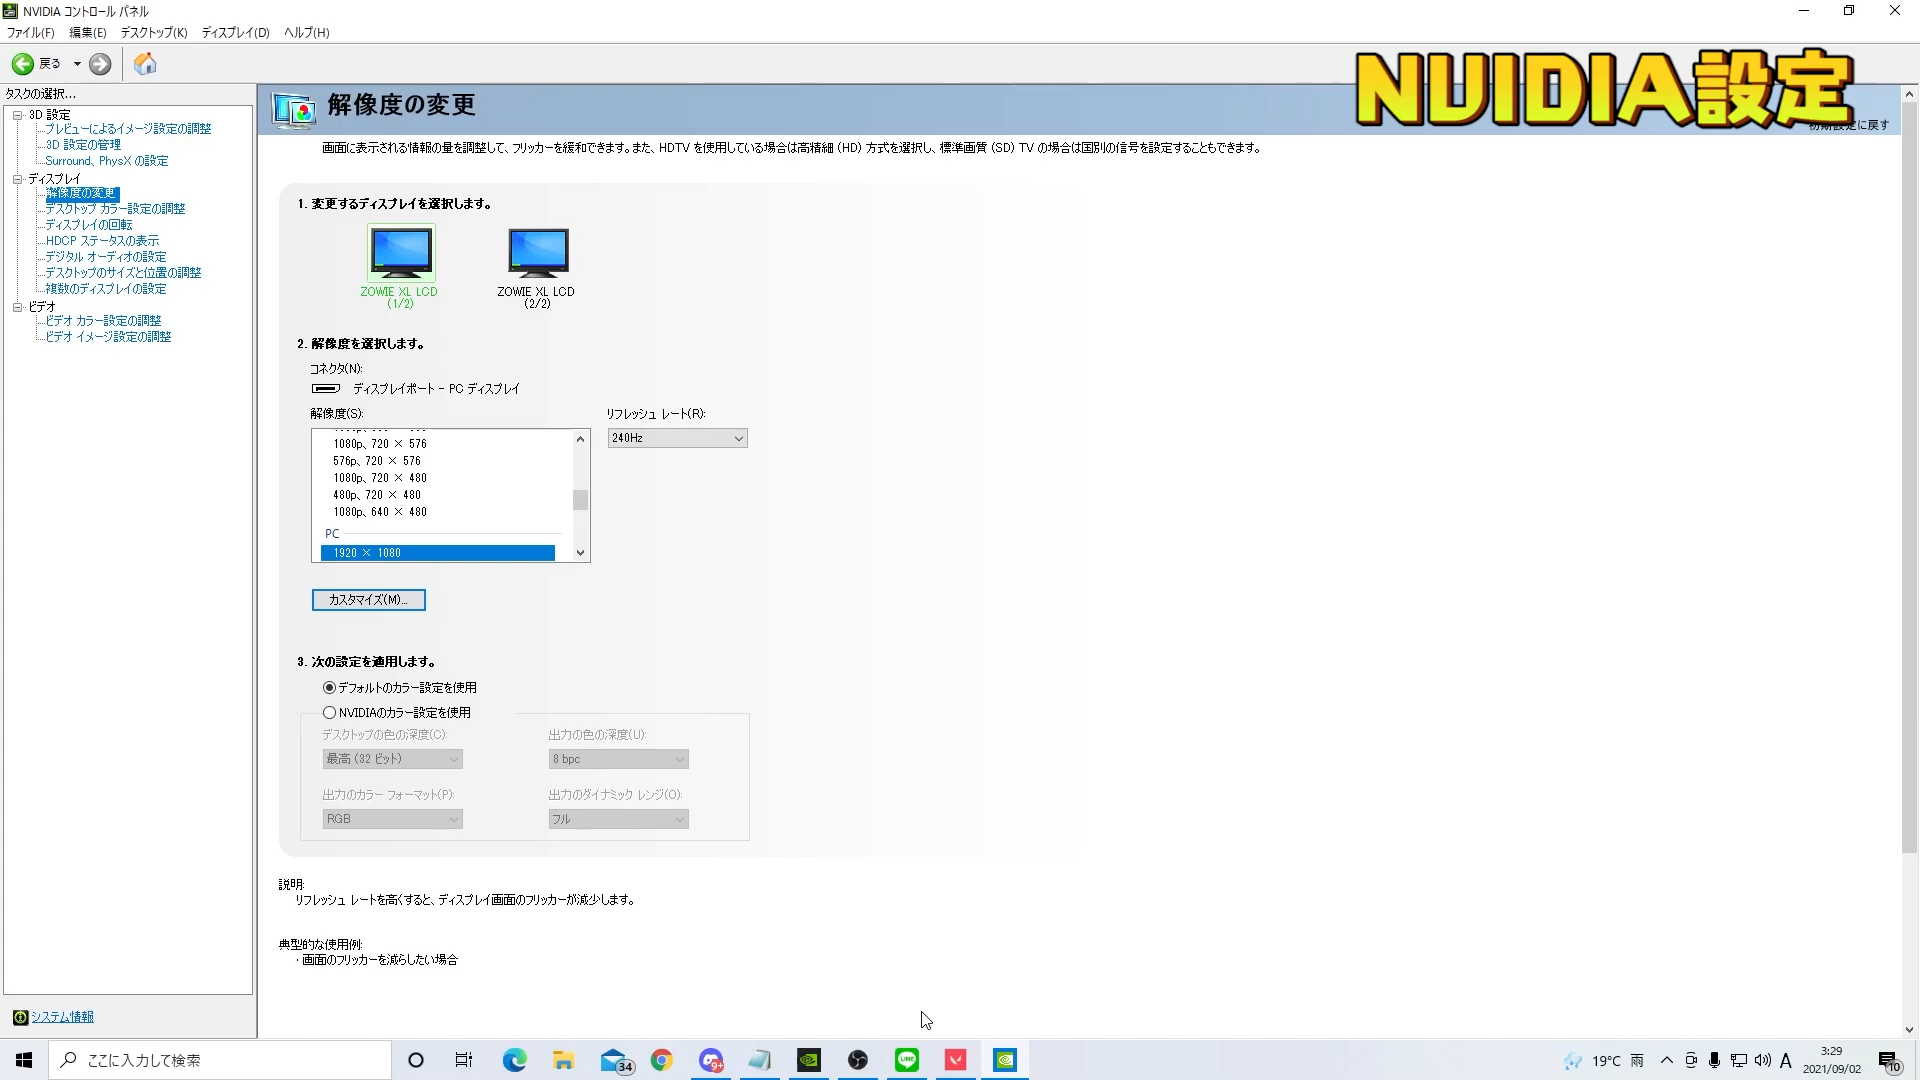 NVIDIA コントロール パネル
ファイル(F) 編集(E) デスクトップ(K) ディスプレイ(D) ヘルプ(H)
戻る
NVIDIA設定
タスクの選択...
3D 設定
プレビューによるイメージ設定の調整
3D 設定の管理
Surround、PhysX の設定
ディスプレイ
解像度の変更
デスクトップ カラー設定の調整
ディスプレイの回転
HDCP ステータスの表示
デジタル オーディオの設定
デスクトップのサイズと位置の調整
複数のディスプレイの設定
ビデオ
ビデオ カラー設定の調整
ビデオ イメージ設定の調整
システム情報
解像度の変更
初期設定に戻す
画面に表示される情報の量を調整して、フリッカーを緩和できます。また、HDTV を使用している場合は高精細 (HD) 方式を選択し、標準画質 (SD) TV の場合は国別の信号を設定することもできます。
1. 変更するディスプレイを選択します。
ZOWIE XL LCD
(1/2)
ZOWIE XL LCD
(2/2)
2. 解像度を選択します。
コネクタ(N):
ディスプレイポート - PC ディスプレイ
解像度(S):
リフレッシュ レート(R):
240Hz
1080p、720 × 576
576p、720 × 576
1080p、720 × 480
480p、720 × 480
1080p、640 × 480
PC
1920 × 1080
カスタマイズ(M)...
3. 次の設定を適用します。
デフォルトのカラー設定を使用
NVIDIAのカラー設定を使用
デスクトップの色の深度(C):
出力の色の深度(U):
最高 (32 ビット)
8 bpc
出力のカラー フォーマット(P):
出力のダイナミック レンジ(O):
RGB
フル
説明:
リフレッシュ レートを高くすると、ディスプレイ画面のフリッカーが減少します。
典型的な使用例:
・画面のフリッカーを減らしたい場合
ここに入力して検索
34
9+
LINE
19°C 雨
A
3:29
2021/09/02
10